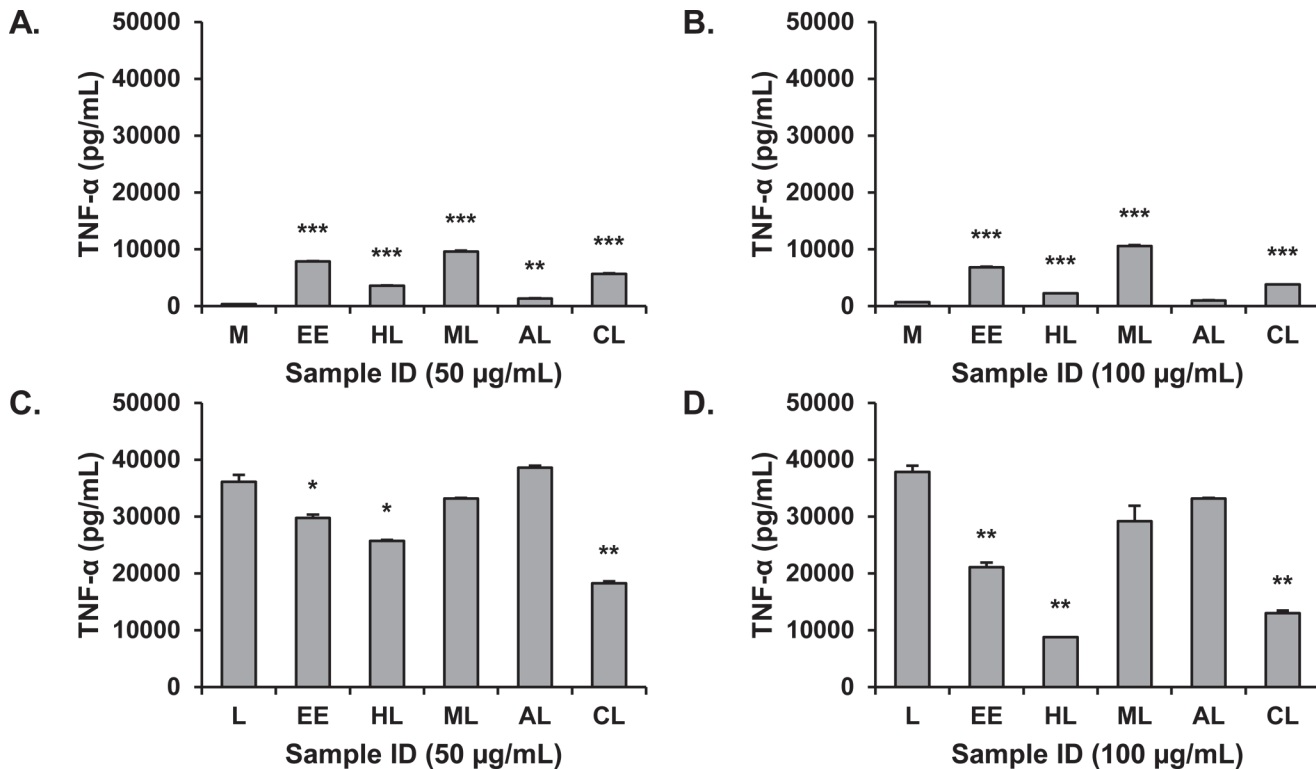 A.
TNF-α (pg/mL)
50000
40000
30000
20000
10000
0
***
***
***
**
***
M EE HL ML AL CL
Sample ID (50 µg/mL)
B.
TNF-α (pg/mL)
50000
40000
30000
20000
10000
0
***
***
***
***
M EE HL ML AL CL
Sample ID (100 µg/mL)
C.
TNF-α (pg/mL)
50000
40000
30000
20000
10000
0
*
*
**
L EE HL ML AL CL
Sample ID (50 µg/mL)
D.
TNF-α (pg/mL)
50000
40000
30000
20000
10000
0
**
**
**
L EE HL ML AL CL
Sample ID (100 µg/mL)